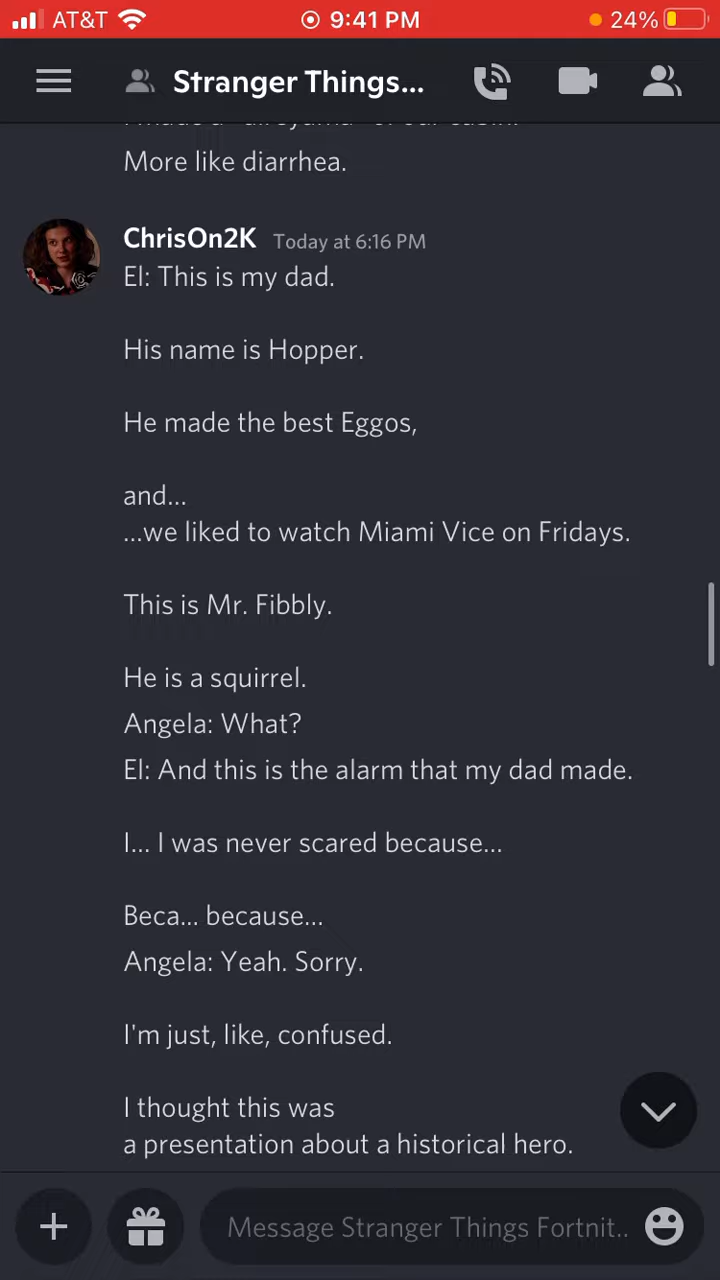 AT&T 9:41 PM 24%
Stranger Things...
More like diarrhea.
ChrisOn2K Today at 6:16 PM
El: This is my dad.
His name is Hopper.
He made the best Eggos,
and...
...we liked to watch Miami Vice on Fridays.
This is Mr. Fibbly.
He is a squirrel.
Angela: What?
El: And this is the alarm that my dad made.
I... I was never scared because...
Beca... because...
Angela: Yeah. Sorry.
I'm just, like, confused.
I thought this was
a presentation about a historical hero.
Message Stranger Things Fortnit..